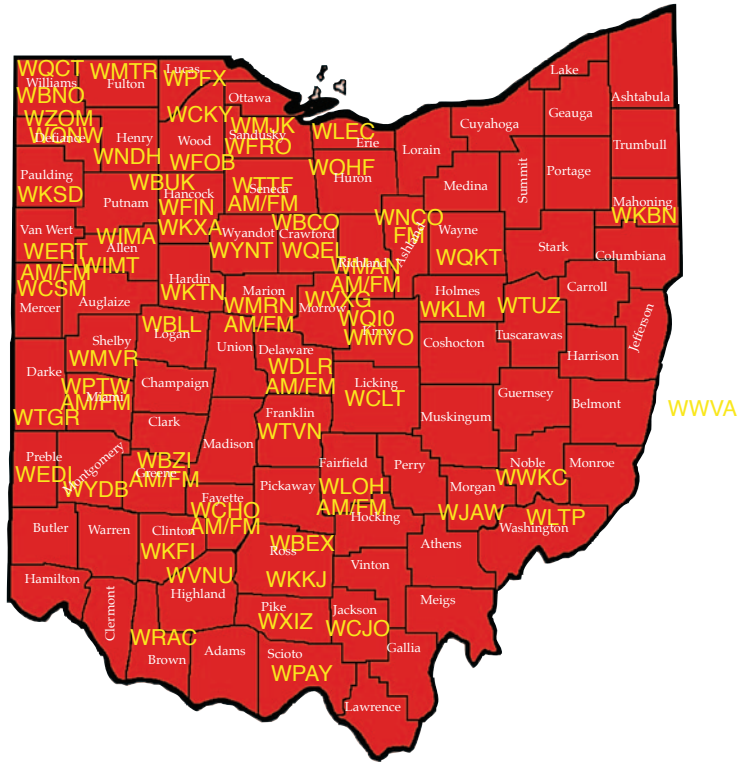 Lake
WQCT
WMTR
Lucas
WPFX
Williams
Fulton
WBNO
Ottawa
Ashtabula
Geauga
WZOM
WCKY
WMJK
WLEC
Cuyahoga
WONW
Defiance
Henry
Wood
Sandusky
WFRO
Erie
Lorain
Trumbull
WNDH
WFOB
WOHF
Summit
Portage
Paulding
WBUK
WTTF
Seneca
AM/FM
Huron
Medina
WKSD
Putnam
Hancock
WFIN
Mahoning
WKBN
WKXA
WBCO
WNCO
FM
Ashland
Van Wert
WIMA
Wyandot
Crawford
Wayne
WERT
AM/FM
Allen
WIMT
WYNT
WQEL
Richland
WMAN
AM/FM
WQKT
Stark
Columbiana
WCSM
Hardin
WKTN
Marion
WMRN
AM/FM
WVXG
Morrow
Holmes
WKLM
WTUZ
Carroll
Mercer
Auglaize
WBLL
Logan
WQI0
Knox
WMVO
Jefferson
Shelby
WMVR
Union
Delaware
WDLR
AM/FM
Coshocton
Tuscarawas
Harrison
Darke
WPTW
AM/FM
Miami
Champaign
Licking
WCLT
Guernsey
Belmont
WTGR
Clark
Franklin
WTVN
Muskingum
WWVA
Preble
WEDI
Montgomery
WYDB
WBZI
AM/FM
Greene
Madison
Fairfield
Perry
Noble
WWKC
Monroe
Fayette
WCHO
AM/FM
Pickaway
WLOH
AM/FM
Hocking
Morgan
WJAW
WLTP
Washington
Butler
Warren
Clinton
WKFI
WBEX
Ross
WKKJ
Athens
Vinton
Hamilton
Clermont
WVNU
Highland
Pike
WXIZ
Jackson
WCJO
Meigs
WRAC
Brown
Adams
Scioto
WPAY
Gallia
Lawrence